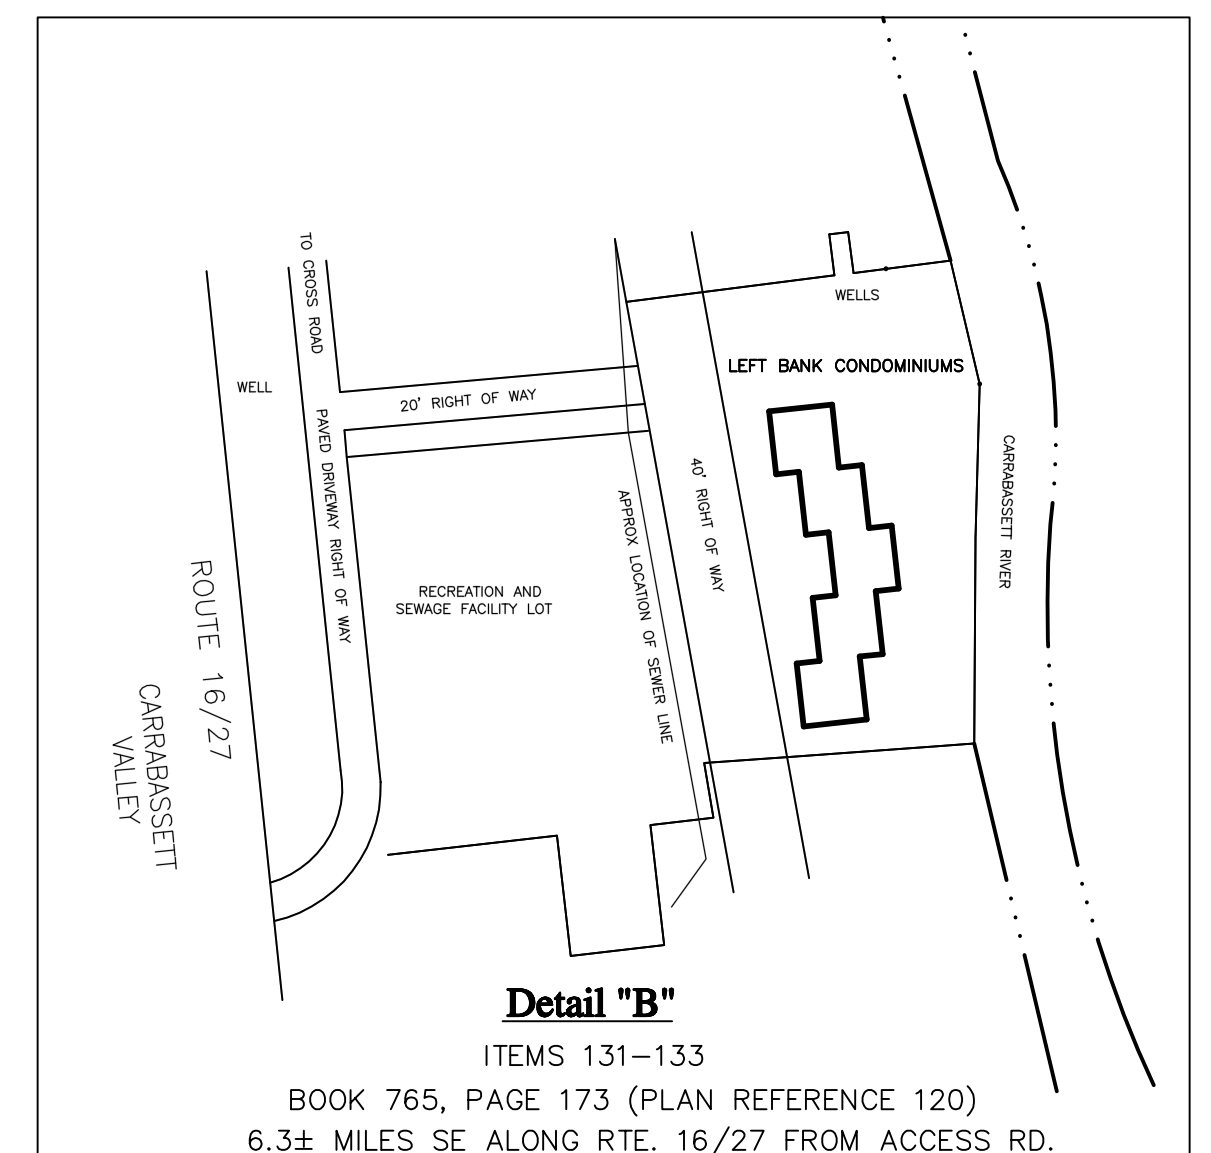 TO CROSS ROAD
WELL
WELLS
LEFT BANK CONDOMINIUMS
20' RIGHT OF WAY
PAVED DRIVEWAY RIGHT OF WAY
40' RIGHT OF WAY
CARRABASSETT RIVER
APPROX LOCATION OF SEWER LINE
RECREATION AND
SEWAGE FACILITY LOT
ROUTE 16/27
CARRABASSETT
VALLEY
Detail "B"
ITEMS 131-133
BOOK 765, PAGE 173 (PLAN REFERENCE 120)
6.3± MILES SE ALONG RTE. 16/27 FROM ACCESS RD.